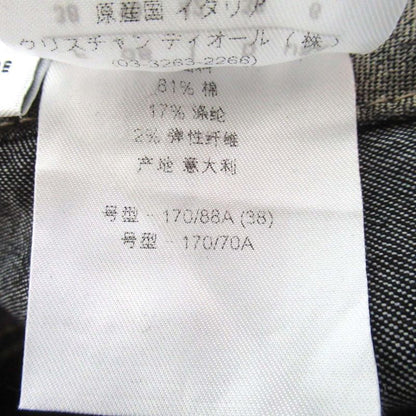 38 原産国 イタリア
クリスチャン ディオール（株）
(03-3263-2266)
81% 棉
17% 涤纶
2% 弹性纤维
产地 意大利
号型 - 170/88A (38)
号型 - 170/70A